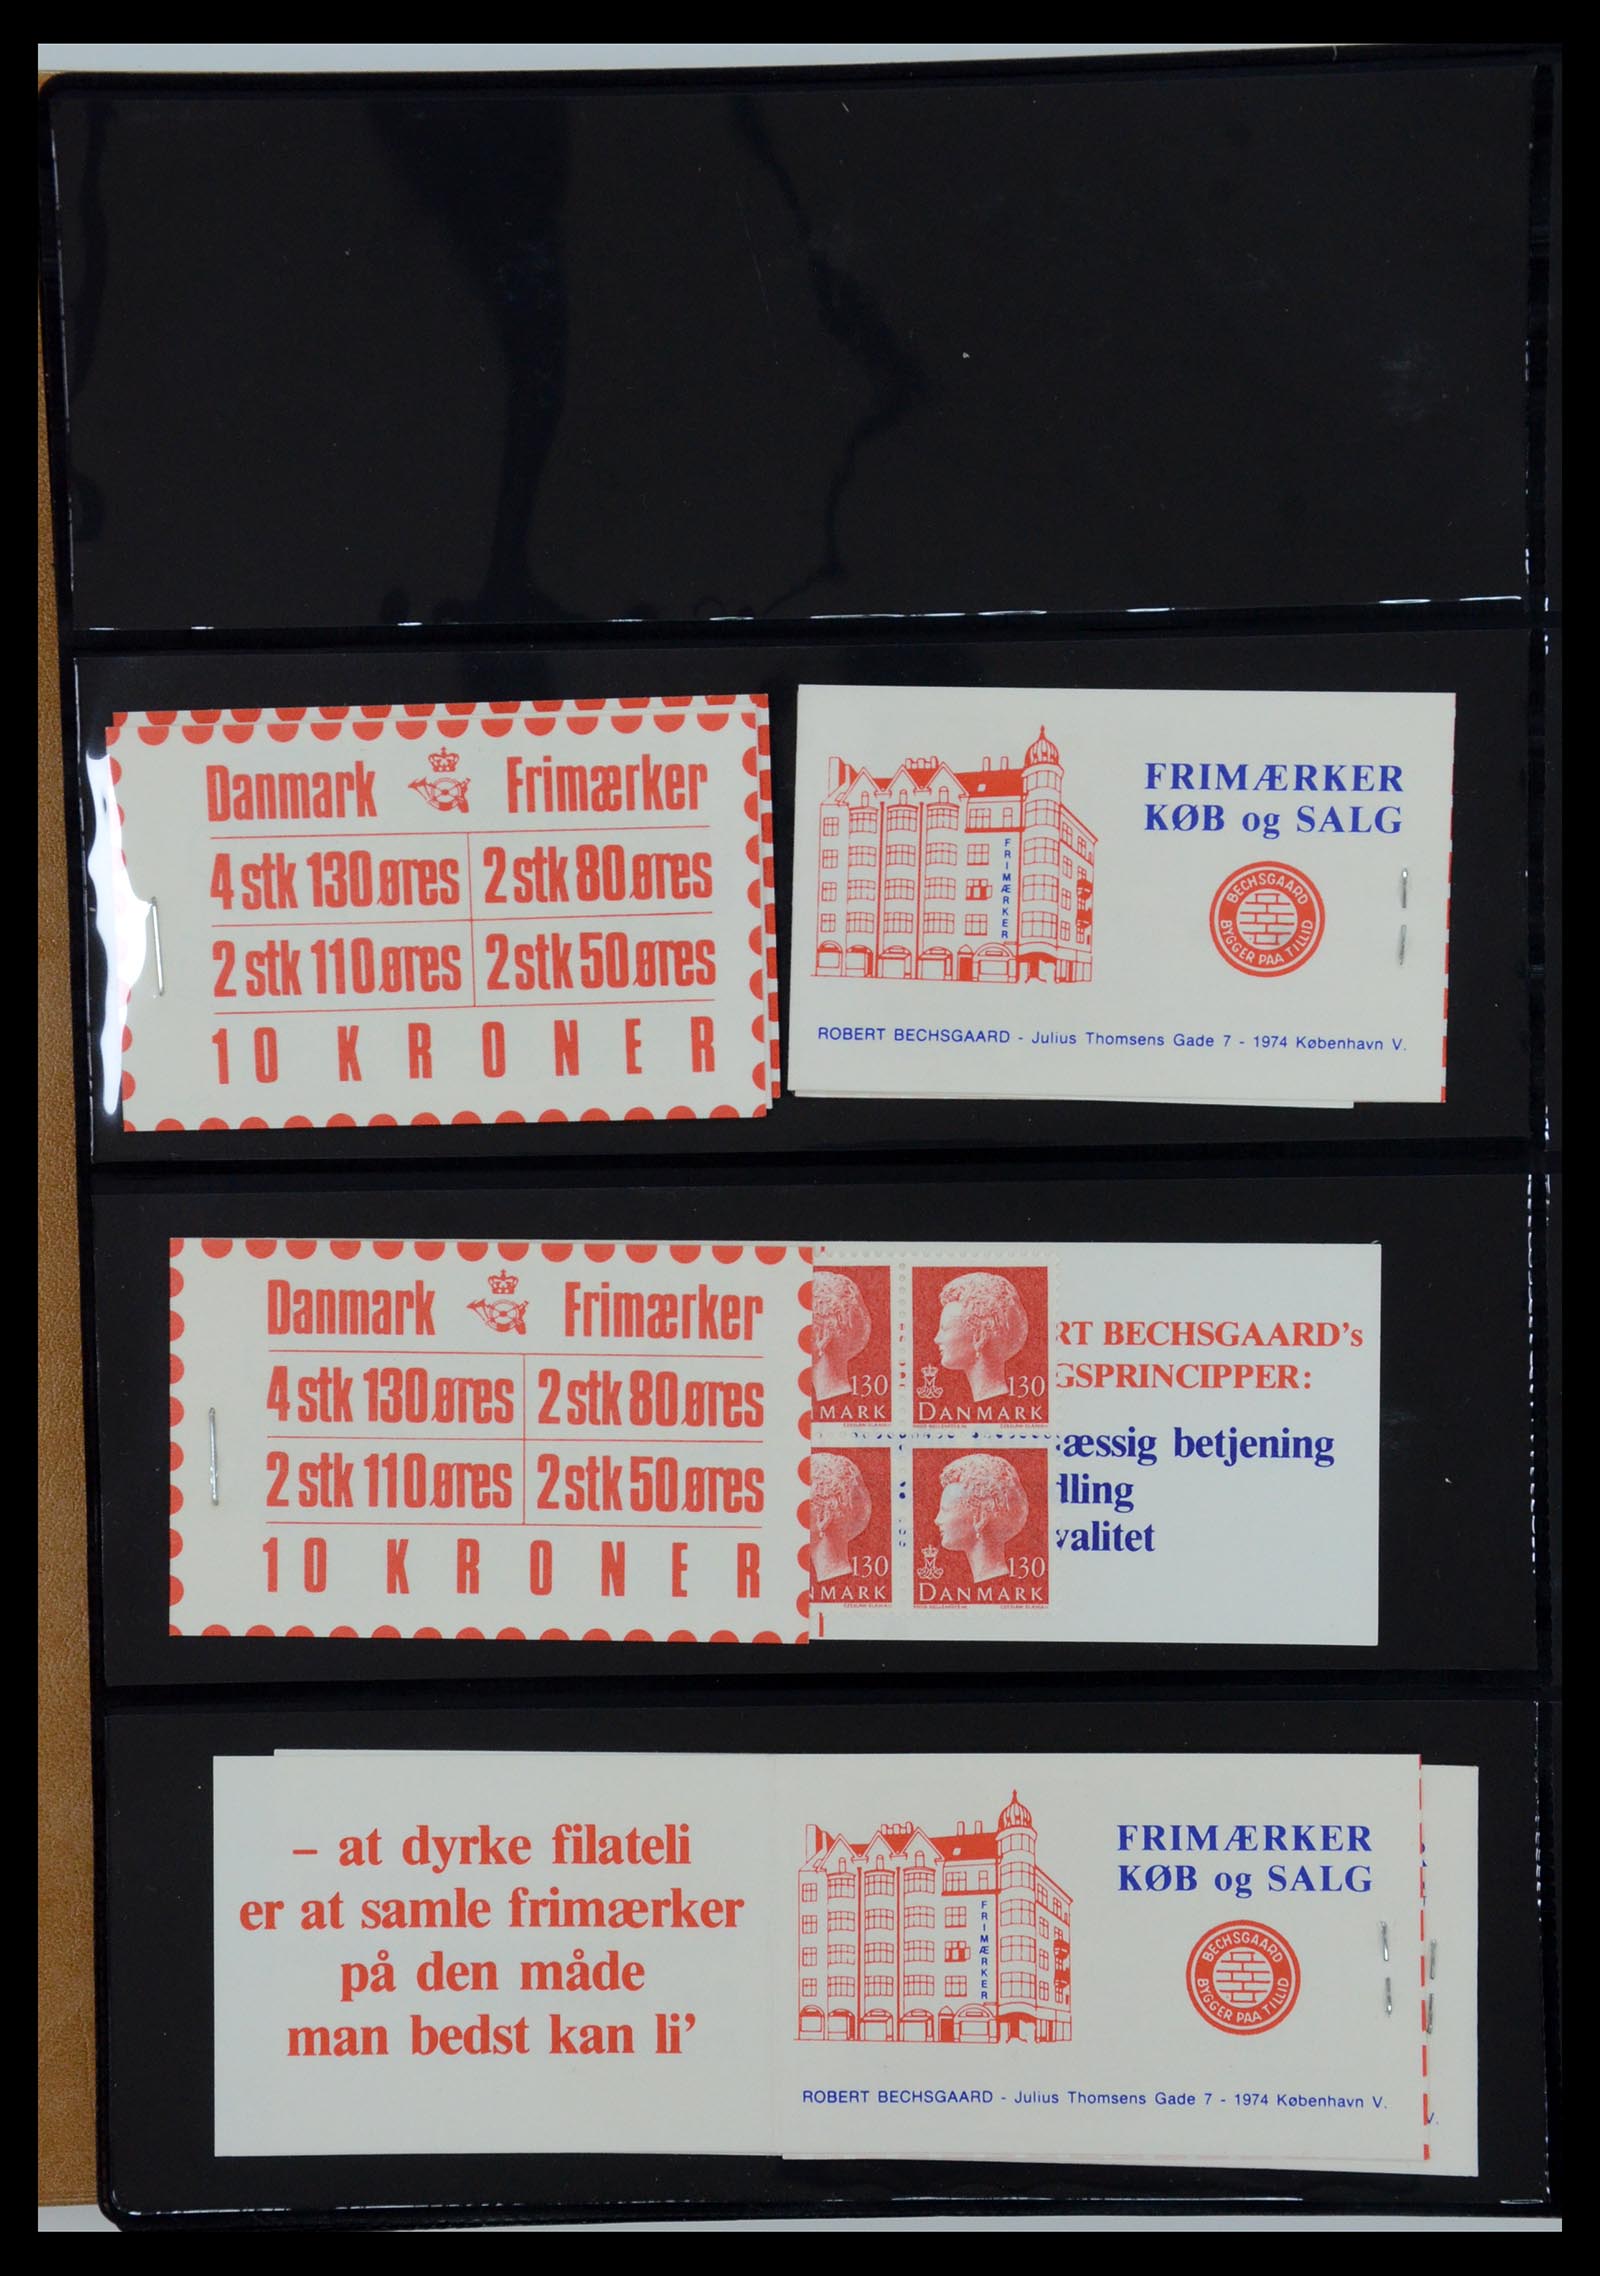 Danmark Frimærker
4 stk 130 øres 2 stk 80 øres
2 stk 110 øres 2 stk 50 øres
10 KRONER
FRIMÆRKER
KØB og SALG
FRIMÆRKER
BECHSGAARD
BYGGER PAA TILLID
ROBERT BECHSGAARD - Julius Thomsens Gade 7 - 1974 København V.
Danmark Frimærker
4 stk 130 øres 2 stk 80 øres
2 stk 110 øres 2 stk 50 øres
10 KRONER
130 130
MARK DANMARK
130 130
MARK DANMARK
RT BECHSGAARD's
GSPRINCIPPER:
æssig betjening
lling
valitet
– at dyrke filateli
er at samle frimærker
på den måde
man bedst kan li’
FRIMÆRKER
KØB og SALG
FRIMÆRKER
BECHSGAARD
BYGGER PAA TILLID
ROBERT BECHSGAARD - Julius Thomsens Gade 7 - 1974 København V.
V.